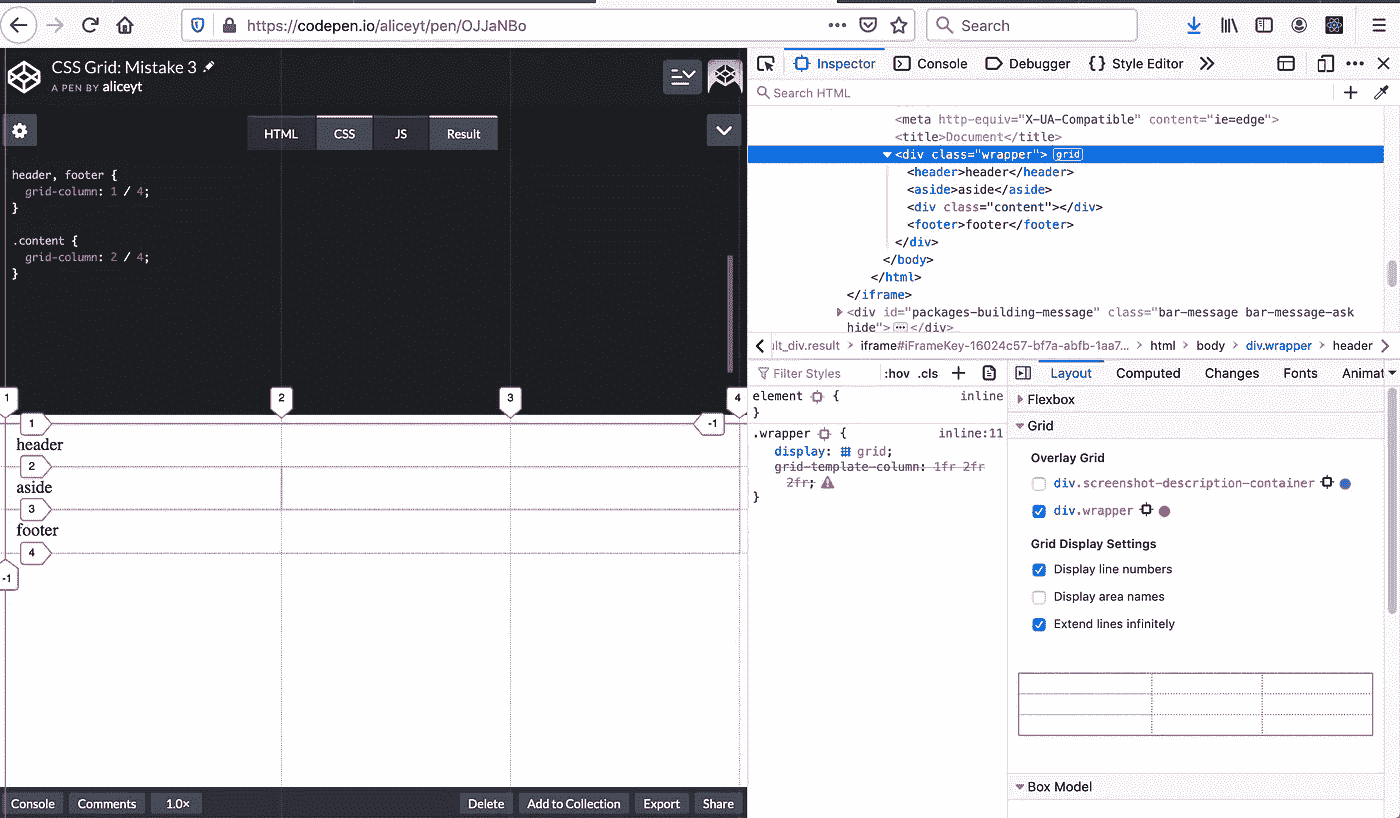 https://codepen.io/aliceyt/pen/OJJaNBo
Search
CSS Grid: Mistake 3
A PEN BY aliceyt
HTML
CSS
JS
Result
header, footer {
grid-column: 1 / 4;
}
.content {
grid-column: 2 / 4;
}
1
2
3
4
1
-1
header
2
aside
3
footer
4
-1
Console
Comments
1.0×
Delete
Add to Collection
Export
Share
Inspector
Console
Debugger
{} Style Editor
Search HTML
<meta http-equiv="X-UA-Compatible" content="ie=edge">
<title>Document</title>
<div class="wrapper"> grid
<header>header</header>
<aside>aside</aside>
<div class="content"></div>
<footer>footer</footer>
</div>
</body>
</html>
</iframe>
<div id="packages-building-message" class="bar-message bar-message-ask
hide"> ••• </div>
ult_div.result > iframe#iFrameKey-16024c57-bf7a-abfb-1aa7... > html > body > div.wrapper > header
Filter Styles
:hov .cls +
element { inline
}
.wrapper { inline:11
display: grid;
grid-template-column: 1fr 2fr
2fr;
}
Layout
Computed
Changes
Fonts
Animat
Flexbox
Grid
Overlay Grid
div.screenshot-description-container
div.wrapper
Grid Display Settings
Display line numbers
Display area names
Extend lines infinitely
Box Model